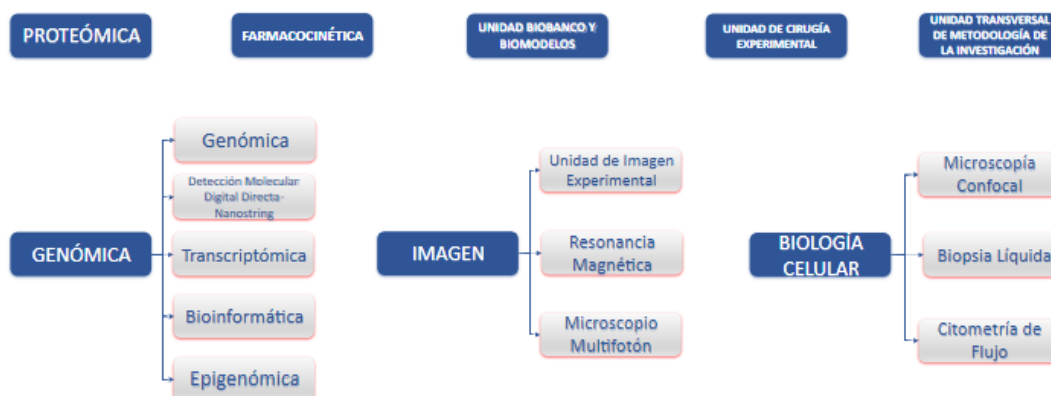 PROTEÓMICA
FARMACOCINÉTICA
UNIDAD BIOBANCO Y
BIOMODELOS
UNIDAD DE CIRUGÍA
EXPERIMENTAL
UNIDAD TRANSVERSAL
DE METODOLOGÍA DE
LA INVESTIGACIÓN
GENÓMICA
Genómica
Detección Molecular
Digital Directa-
Nanostring
Transcriptómica
Bioinformática
Epigenómica
IMAGEN
Unidad de Imagen
Experimental
Resonancia
Magnética
Microscopio
Multifotón
BIOLOGÍA
CELULAR
Microscopía
Confocal
Biopsia Líquida
Citometría de
Flujo